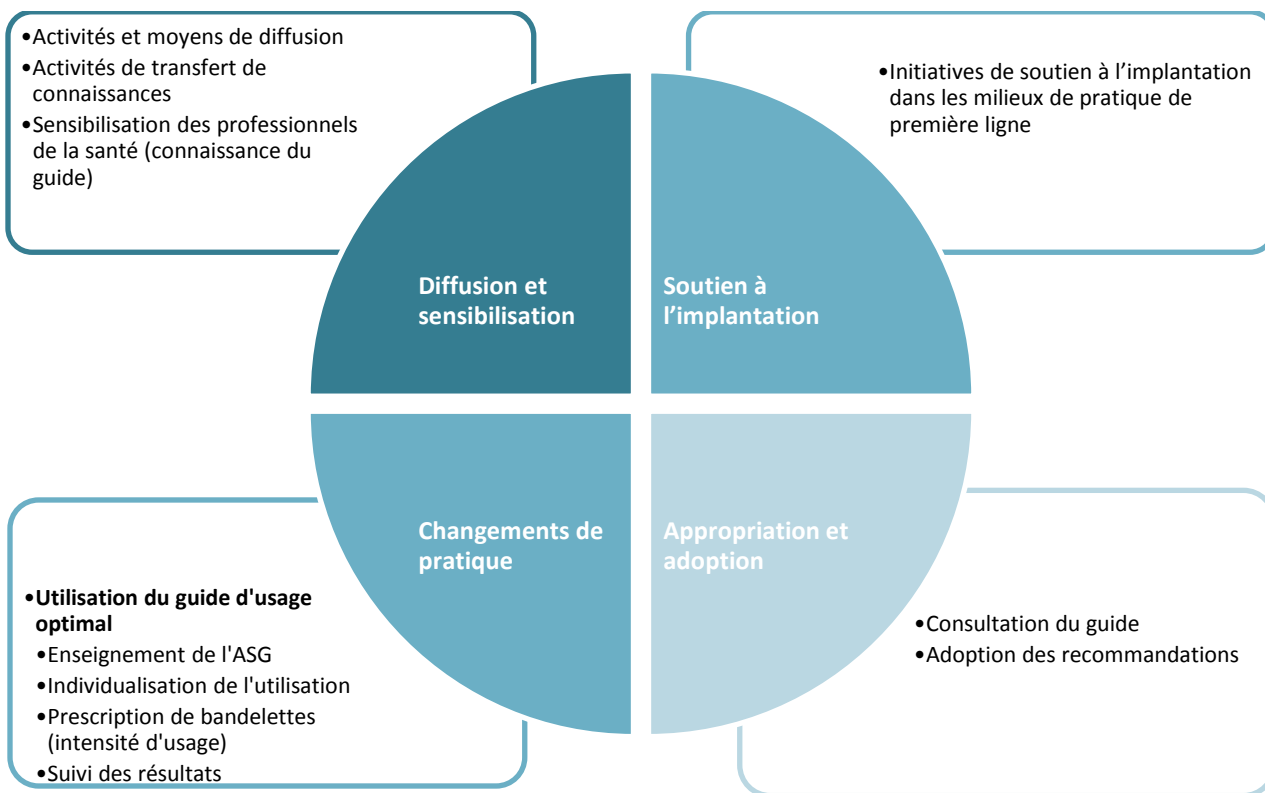 •Activités et moyens de diffusion
•Activités de transfert de
connaissances
•Sensibilisation des professionnels
de la santé (connaissance du
guide)
•Initiatives de soutien à l’implantation
dans les milieux de pratique de
première ligne
Diffusion et
sensibilisation
Soutien à
l’implantation
Changements de
pratique
Appropriation et
adoption
•Utilisation du guide d'usage
optimal
•Enseignement de l'ASG
•Individualisation de l'utilisation
•Prescription de bandelettes
(intensité d'usage)
•Suivi des résultats
•Consultation du guide
•Adoption des recommandations